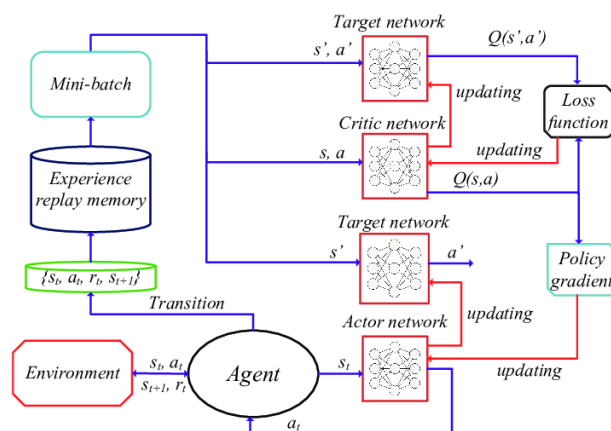 Target network
s', a'
Q(s',a')
Mini-batch
updating
Loss
function
Critic network
updating
s, a
Q(s,a)
Experience
replay memory
Target network
s'
a'
Policy
gradient
{sₜ, aₜ, rₜ, sₜ₊₁}
Transition
updating
Actor network
Environment
sₜ, aₜ
sₜ₊₁, rₜ
Agent
sₜ
updating
aₜ